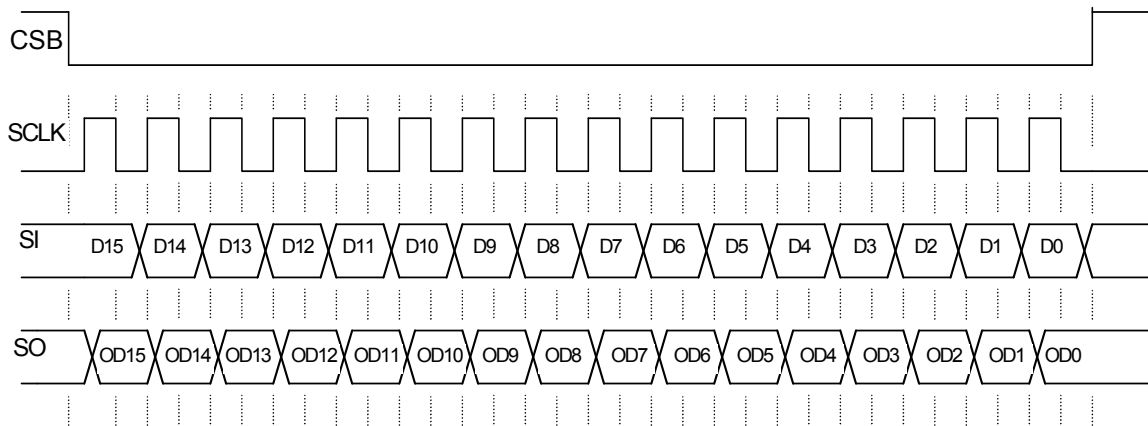 CSB
SCLK
SI D15 D14 D13 D12 D11 D10 D9 D8 D7 D6 D5 D4 D3 D2 D1 D0
SO OD15 OD14 OD13 OD12 OD11 OD10 OD9 OD8 OD7 OD6 OD5 OD4 OD3 OD2 OD1 OD0